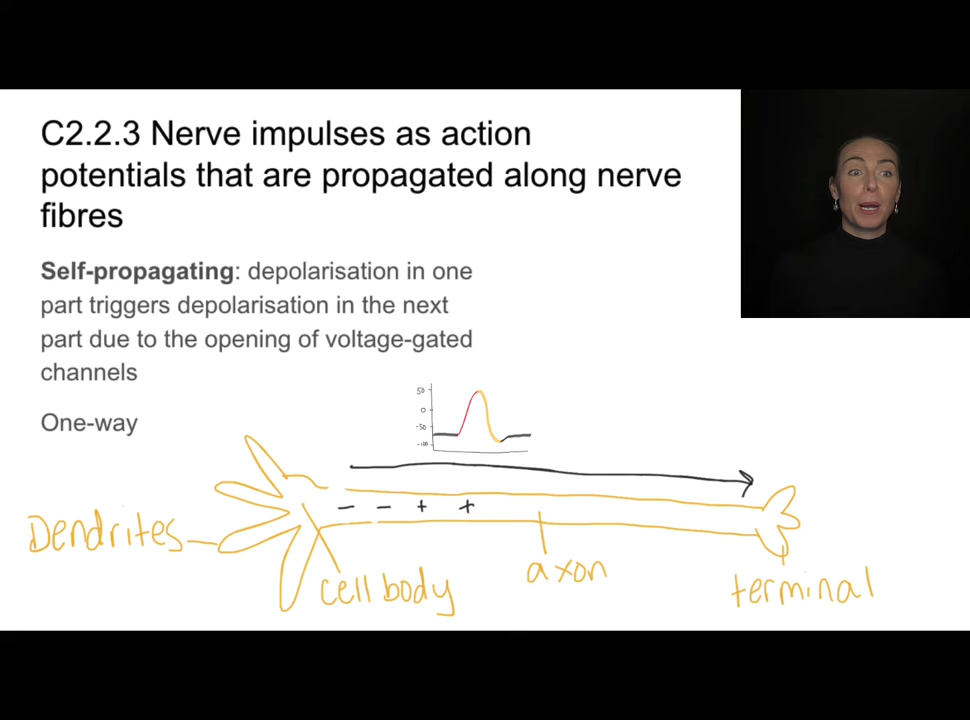 C2.2.3 Nerve impulses as action
potentials that are propagated along nerve
fibres
Self-propagating: depolarisation in one
part triggers depolarisation in the next
part due to the opening of voltage-gated
channels
One-way
50
0
-50
-100
- - + +
Dendrites
cell body
axon
terminal